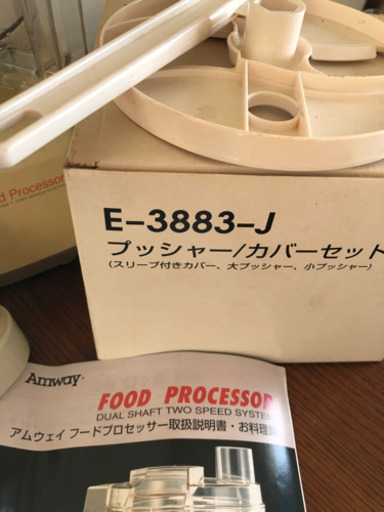 d Processor
E-3883-J
プッシャー/カバーセット
(スリーブ付きカバー、大プッシャー、小プッシャー)
Amway
FOOD PROCESSOR
DUAL SHAFT TWO SPEED SYSTEM
アムウェイ フードプロセッサー取扱説明書・お料理